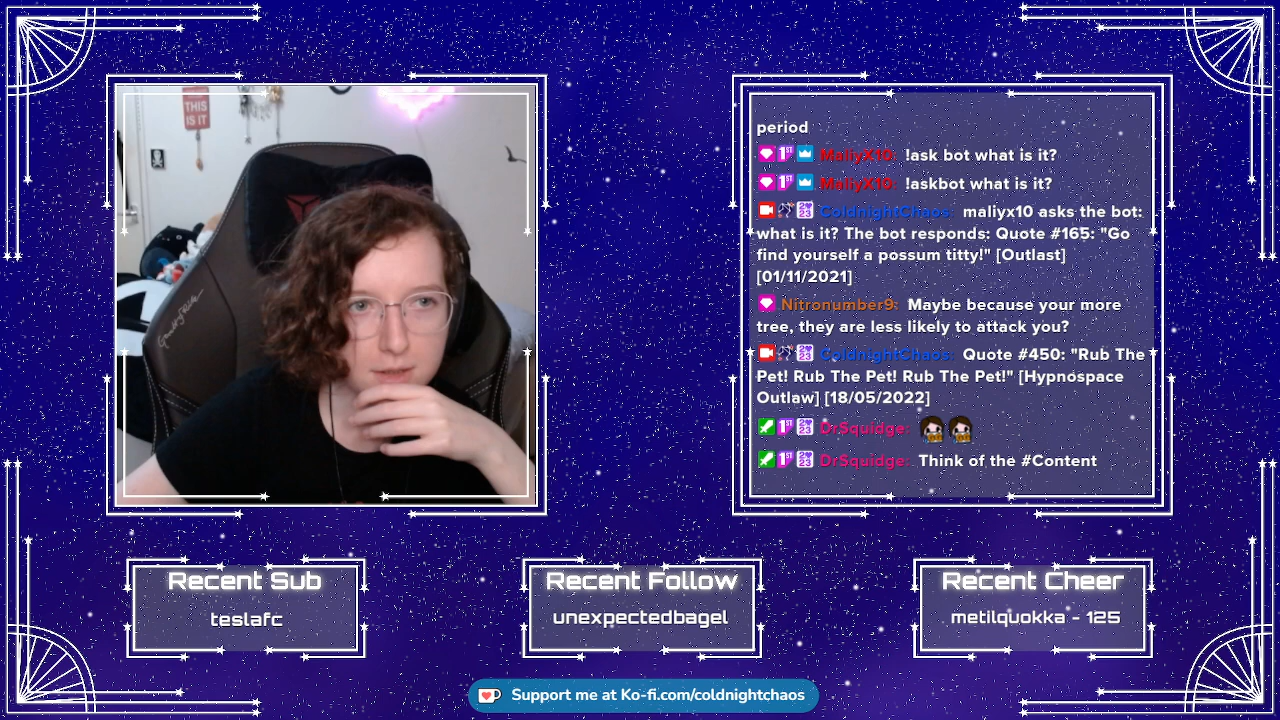 THIS
IS IT
period
MaliyX10: !ask bot what is it?
MaliyX10: !askbot what is it?
ColdnightChaos: maliyx10 asks the bot:
what is it? The bot responds: Quote #165: "Go
find yourself a possum titty!" [Outlast]
[01/11/2021]
Nitronumber9: Maybe because your more
tree, they are less likely to attack you?
ColdnightChaos: Quote #450: "Rub The
Pet! Rub The Pet! Rub The Pet!" [Hypnospace
Outlaw] [18/05/2022]
DrSquidge:
DrSquidge: Think of the #Content
Recent Sub
teslafc
Recent Follow
unexpectedbagel
Recent Cheer
metilquokka - 125
Support me at Ko-fi.com/coldnightchaos